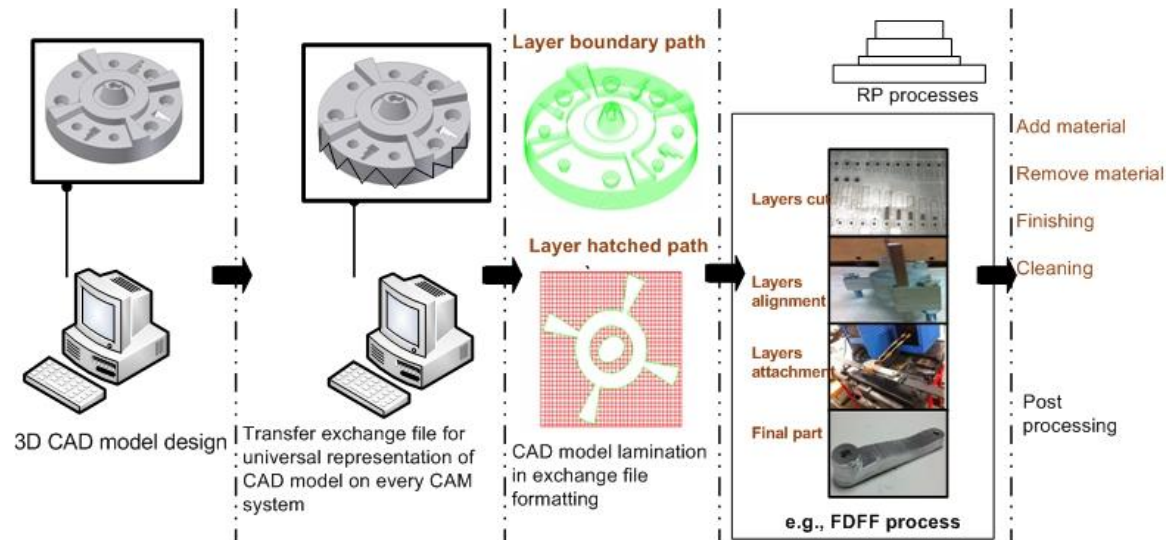 3D CAD model design
Transfer exchange file for
universal representation of
CAD model on every CAM
system
Layer boundary path
Layer hatched path
CAD model lamination
in exchange file
formatting
RP processes
Layers cut
Layers
alignment
Layers
attachment
Final part
e.g., FDFF process
Add material
Remove material
Finishing
Cleaning
Post
processing